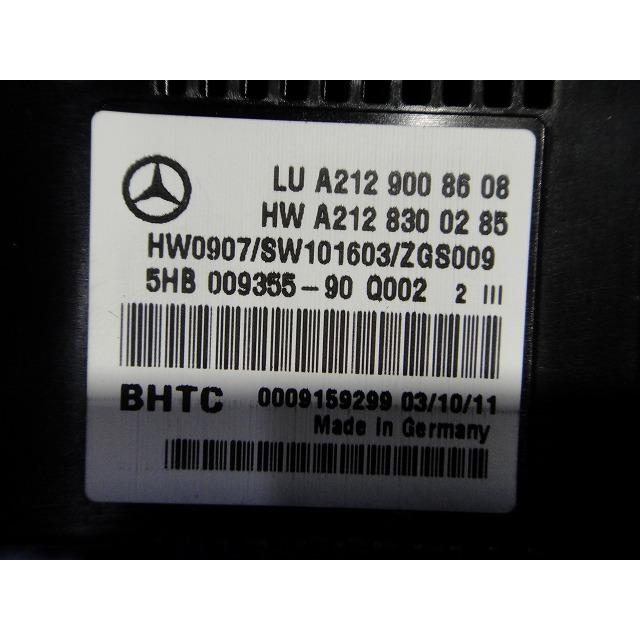 LU A212 900 86 08
HW A212 830 02 85
HW0907/SW101603/ZGS009
5HB 009355-90 Q002 2 III
BHTC 0009159299 03/10/11
Made in Germany